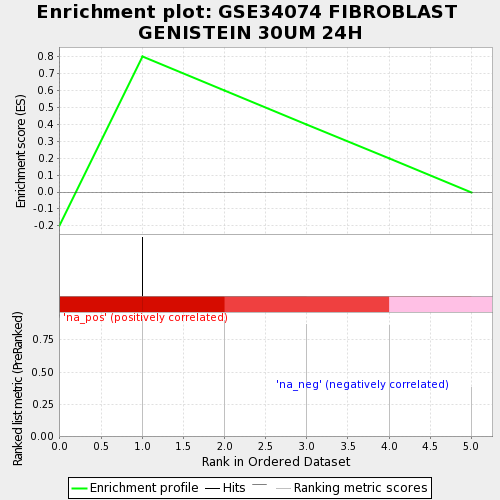 Enrichment plot: GSE34074 FIBROBLAST
GENISTEIN 30UM 24H
Enrichment score (ES)
0.8
0.7
0.6
0.5
0.4
0.3
0.2
0.1
0.0
-0.1
-0.2
'na_pos' (positively correlated)
Ranked list metric (PreRanked)
0.75
0.50
0.25
0.00
'na_neg' (negatively correlated)
0.0 0.5 1.0 1.5 2.0 2.5 3.0 3.5 4.0 4.5 5.0
Rank in Ordered Dataset
Enrichment profile Hits Ranking metric scores